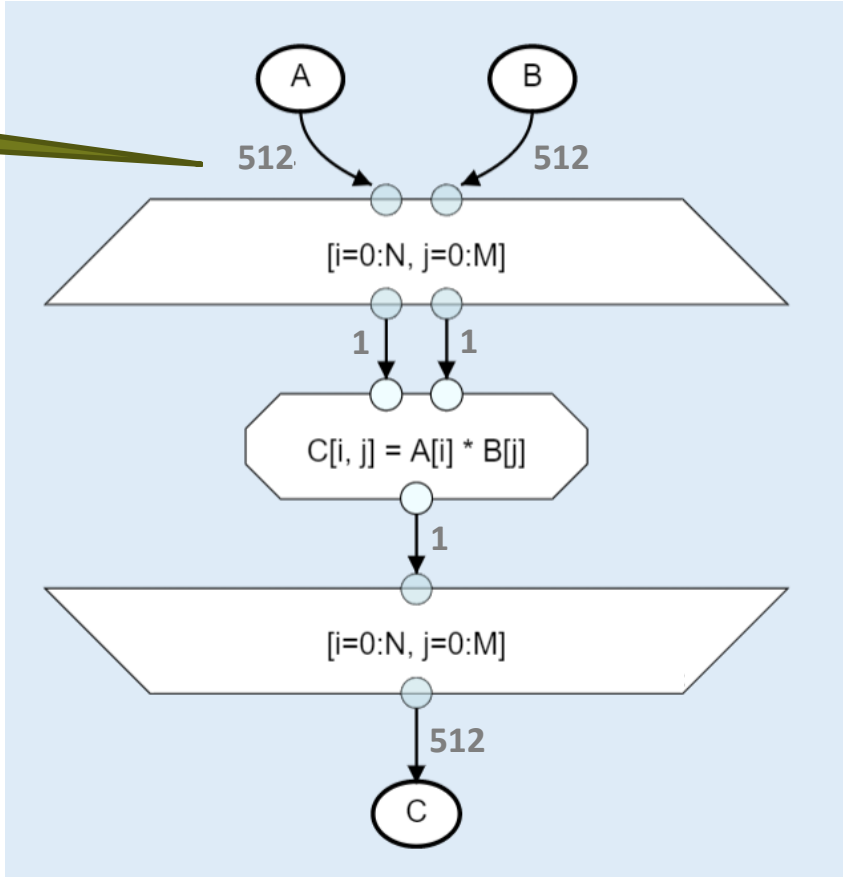 A
B
512
512
[i=0:N, j=0:M]
1
1
C[i, j] = A[i] * B[j]
1
[i=0:N, j=0:M]
512
C